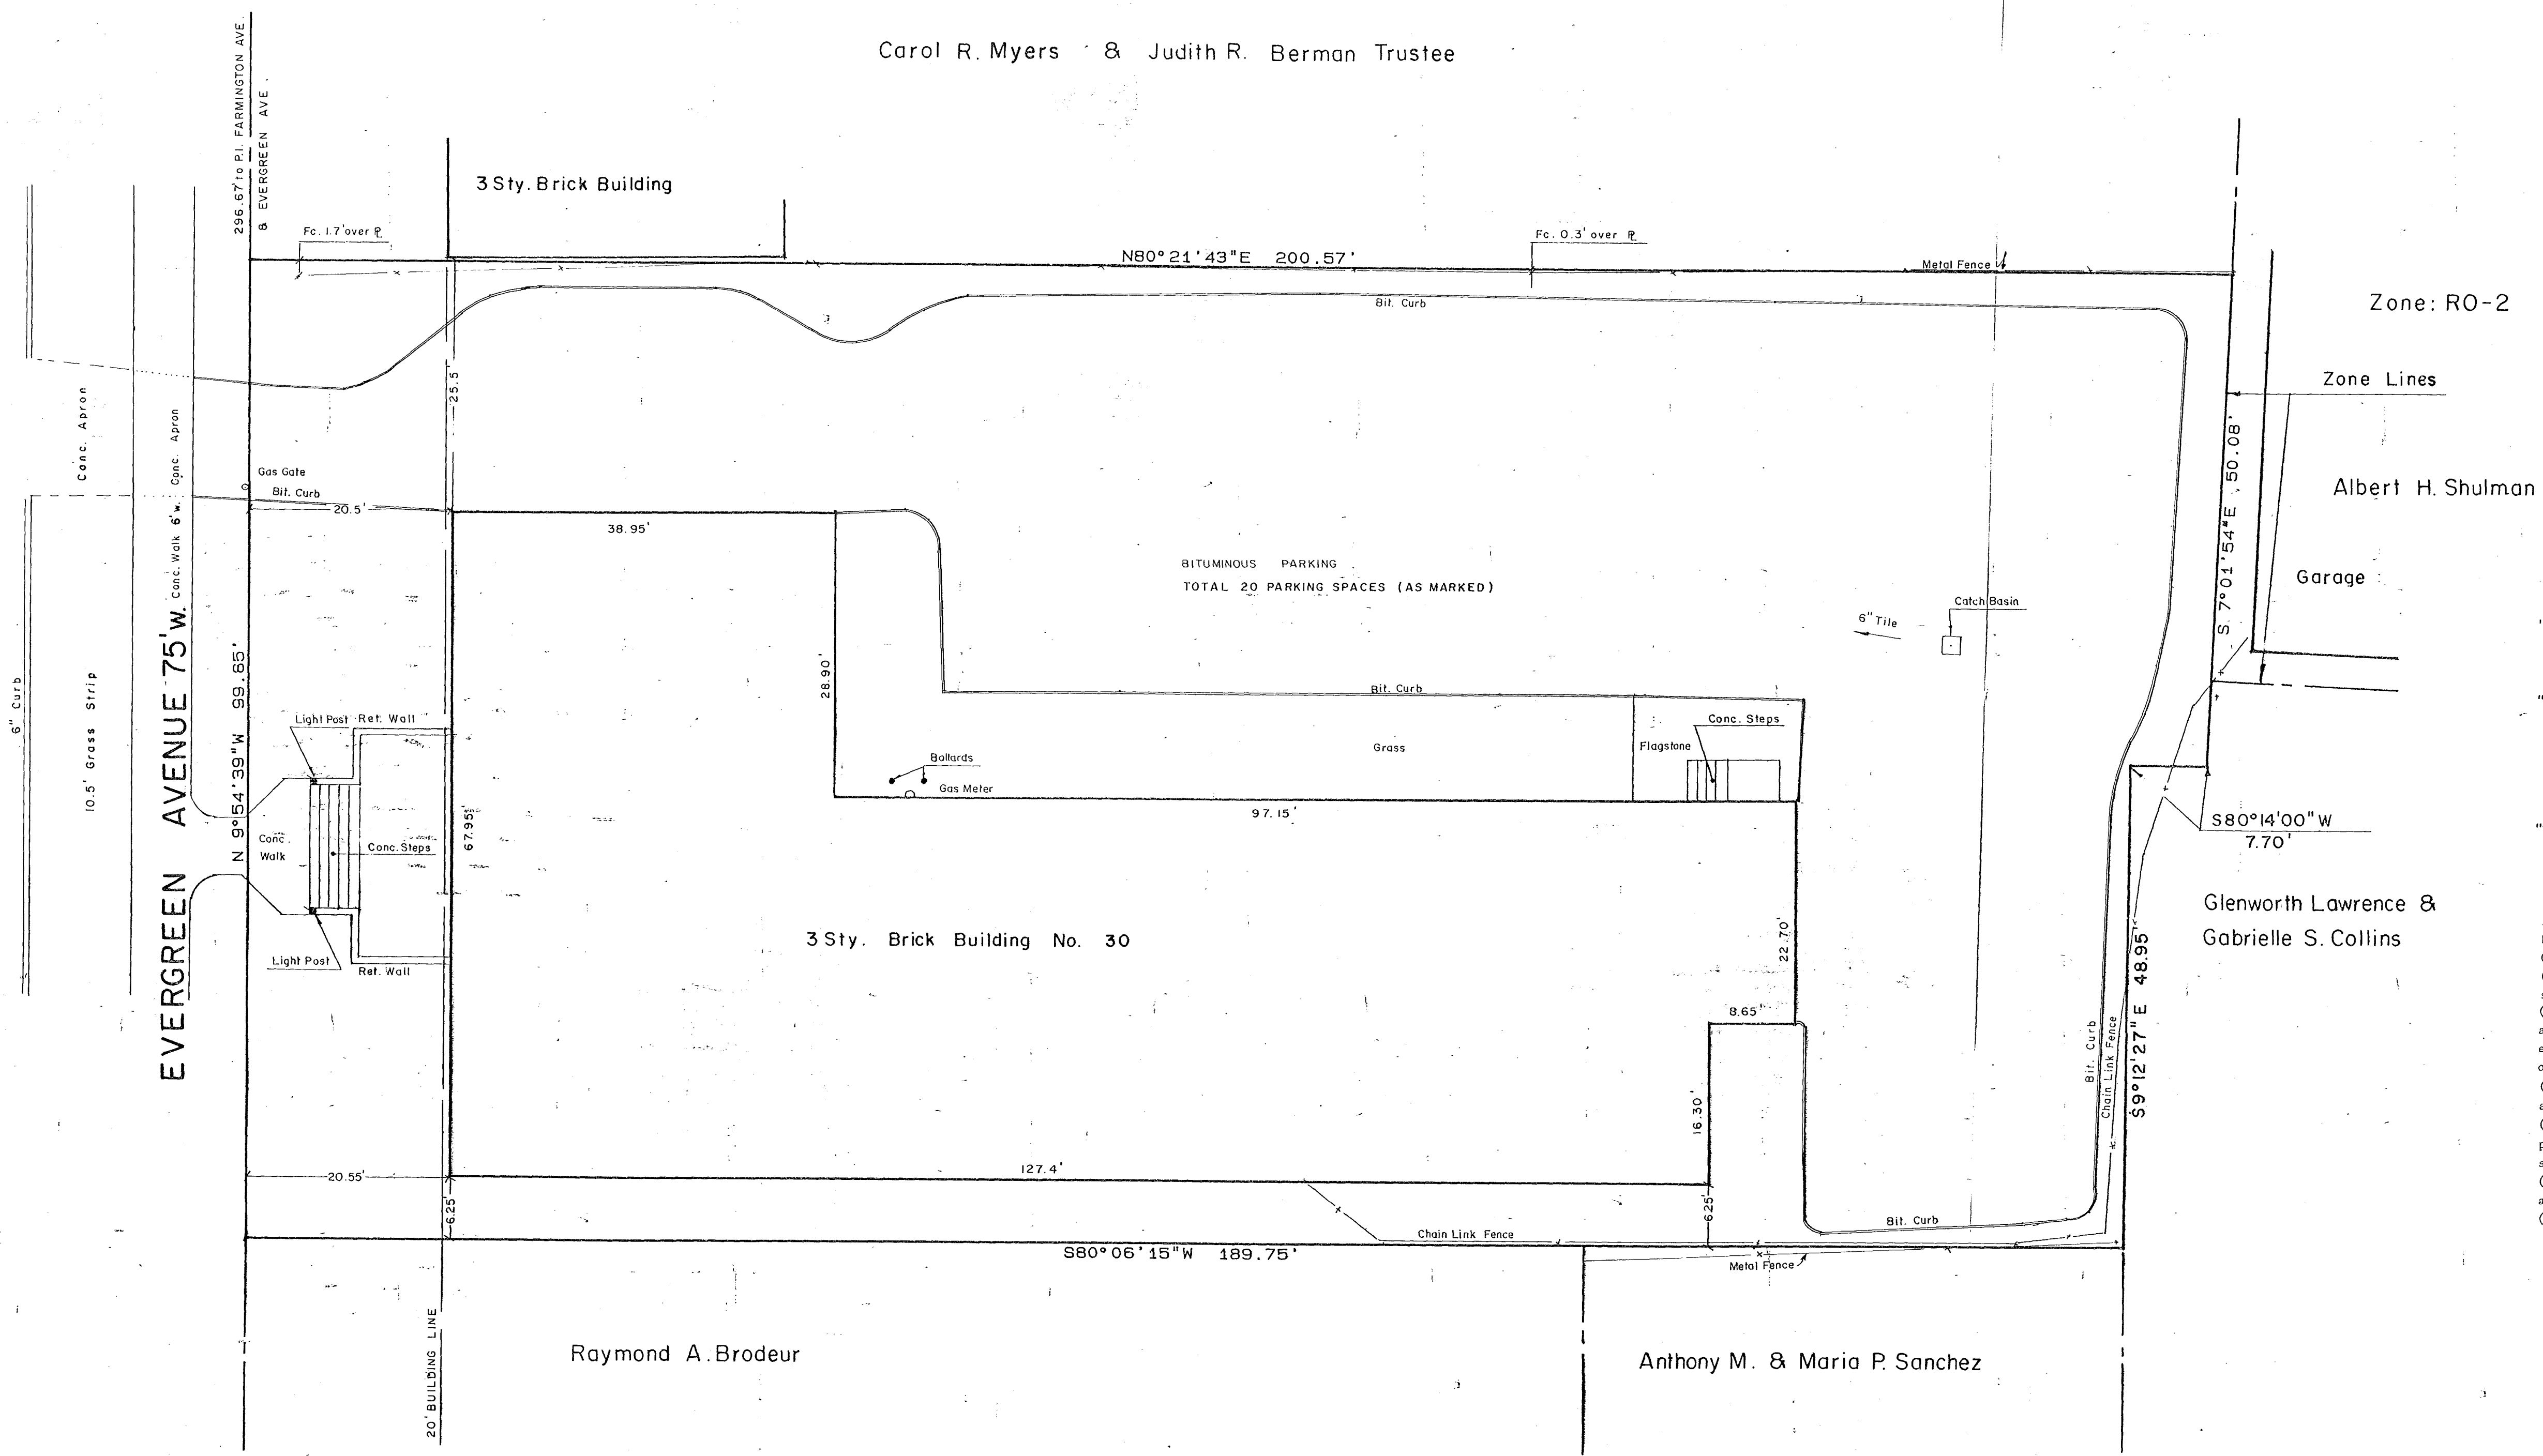 Carol R. Myers & Judith R. Berman Trustee
296.67' to P.I. FARMINGTON AVE.
& EVERGREEN AVE.
3 Sty. Brick Building
Fc. 1.7' over ℄
Fc. 0.3' over ℄
N80°21'43"E 200.57'
Metal Fence
Bit. Curb
Zone: RO-2
Zone Lines
25.5'
Conc. Apron
Conc. Walk 6'w. Conc. Apron
Gas Gate
Bit. Curb
20.5'
38.95'
S 7°01'54"E 50.08'
Albert H. Shulman
Garage
BITUMINOUS PARKING
TOTAL 20 PARKING SPACES (AS MARKED)
Catch Basin
6" Tile
EVERGREEN AVENUE 75'W.
N 9°54'39"W 99.65'
6" Curb
10.5' Grass Strip
28.90'
Bit. Curb
Light Post
Ret. Wall
Conc. Steps
Flagstone
Grass
Bollards
Gas Meter
97.15'
67.95'
Conc.
Walk
Conc. Steps
S80°14'00"W
7.70'
Glenworth Lawrence &
Gabrielle S. Collins
3 Sty. Brick Building No. 30
22.70'
S9°12'27"E 48.95'
Light Post
Ret. Wall
8.65'
Bit. Curb
Chain Link Fence
16.30'
127.4'
20.55'
6.25'
6.25'
Bit. Curb
Chain Link Fence
S80°06'15"W 189.75'
Metal Fence
20' BUILDING LINE
Raymond A. Brodeur
Anthony M. & Maria P. Sanchez